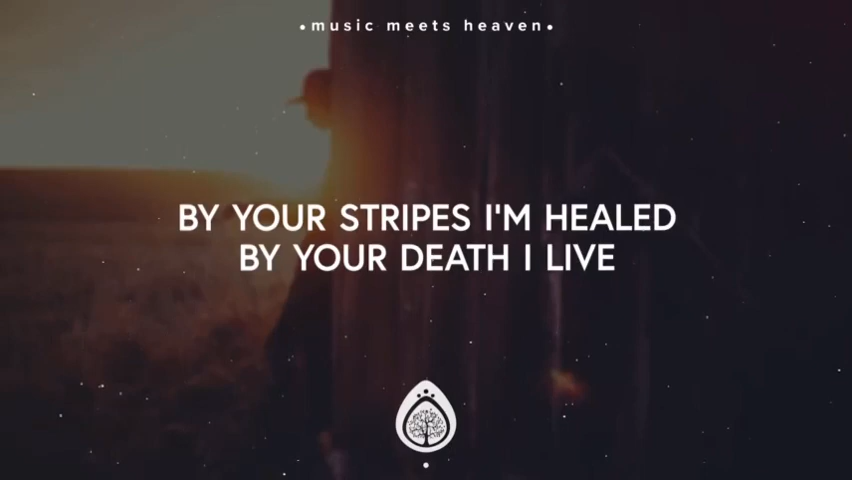 •music meets heaven•
BY YOUR STRIPES I'M HEALED
BY YOUR DEATH I LIVE